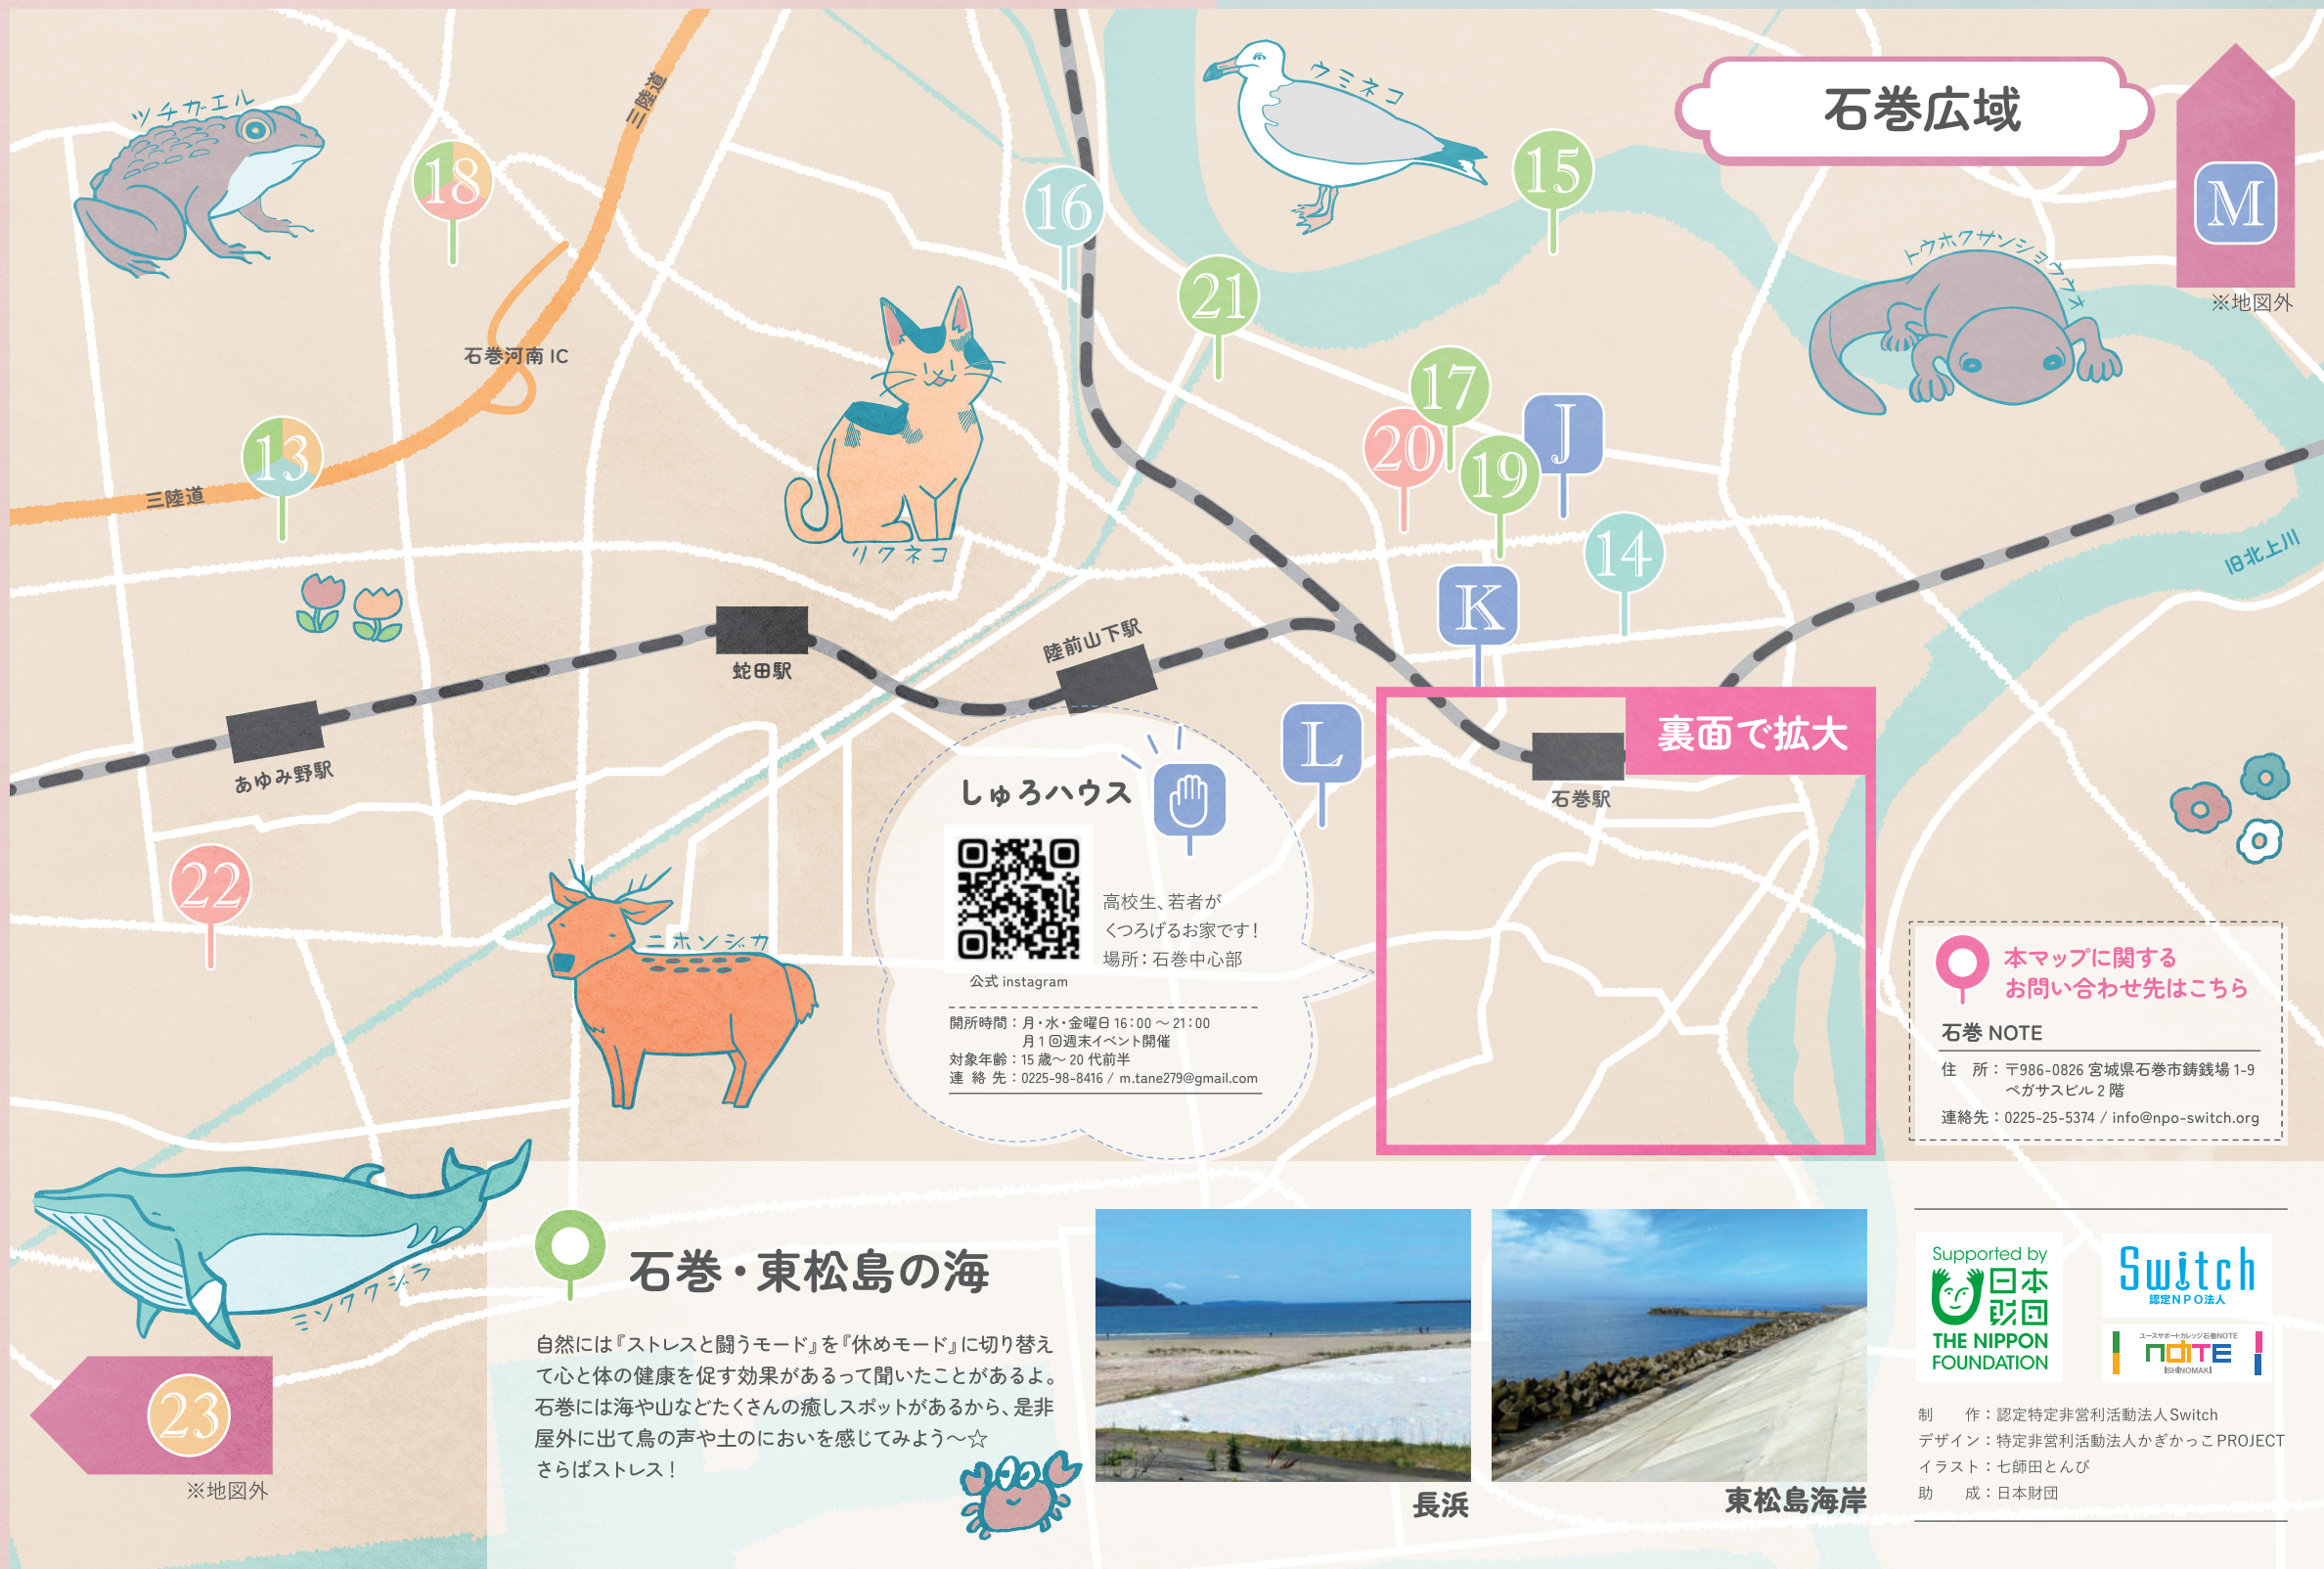 石巻広域
M
※地図外
ツチガエル
三陸道
ウミネコ
トウホクサンショウウオ
18
16
15
21
17
20
19
J
13
14
K
L
22
石巻河南 IC
三陸道
リクネコ
旧北上川
蛇田駅
陸前山下駅
あゆみ野駅
石巻駅
裏面で拡大
しゅろハウス
高校生、若者が
くつろげるお家です！
場所：石巻中心部
公式 instagram
開所時間：月・水・金曜日 16：00 〜 21：00
月 1 回週末イベント開催
対象年齢：15 歳〜 20 代前半
連 絡 先：0225-98-8416 / m.tane279@gmail.com
ニホンジカ
本マップに関する
お問い合わせ先はこちら
石巻 NOTE
住　所：〒986-0826 宮城県石巻市鋳銭場 1-9
ペガサスビル 2 階
連絡先：0225-25-5374 / info@npo-switch.org
ミンククジラ
23
※地図外
石巻・東松島の海
自然には『ストレスと闘うモード』を『休めモード』に切り替え
て心と体の健康を促す効果があるって聞いたことがあるよ。
石巻には海や山などたくさんの癒しスポットがあるから、是非
屋外に出て鳥の声や土のにおいを感じてみよう〜☆
さらばストレス！
長浜
東松島海岸
Supported by
日本
財団
THE NIPPON
FOUNDATION
Switch
認定NPO法人
ユースサポートカレッジ石巻NOTE
NOTE
ISHINOMAKI
制　　作：認定特定非営利活動法人Switch
デザイン：特定非営利活動法人かぎかっこPROJECT
イラスト：七師田とんび
助　　成：日本財団